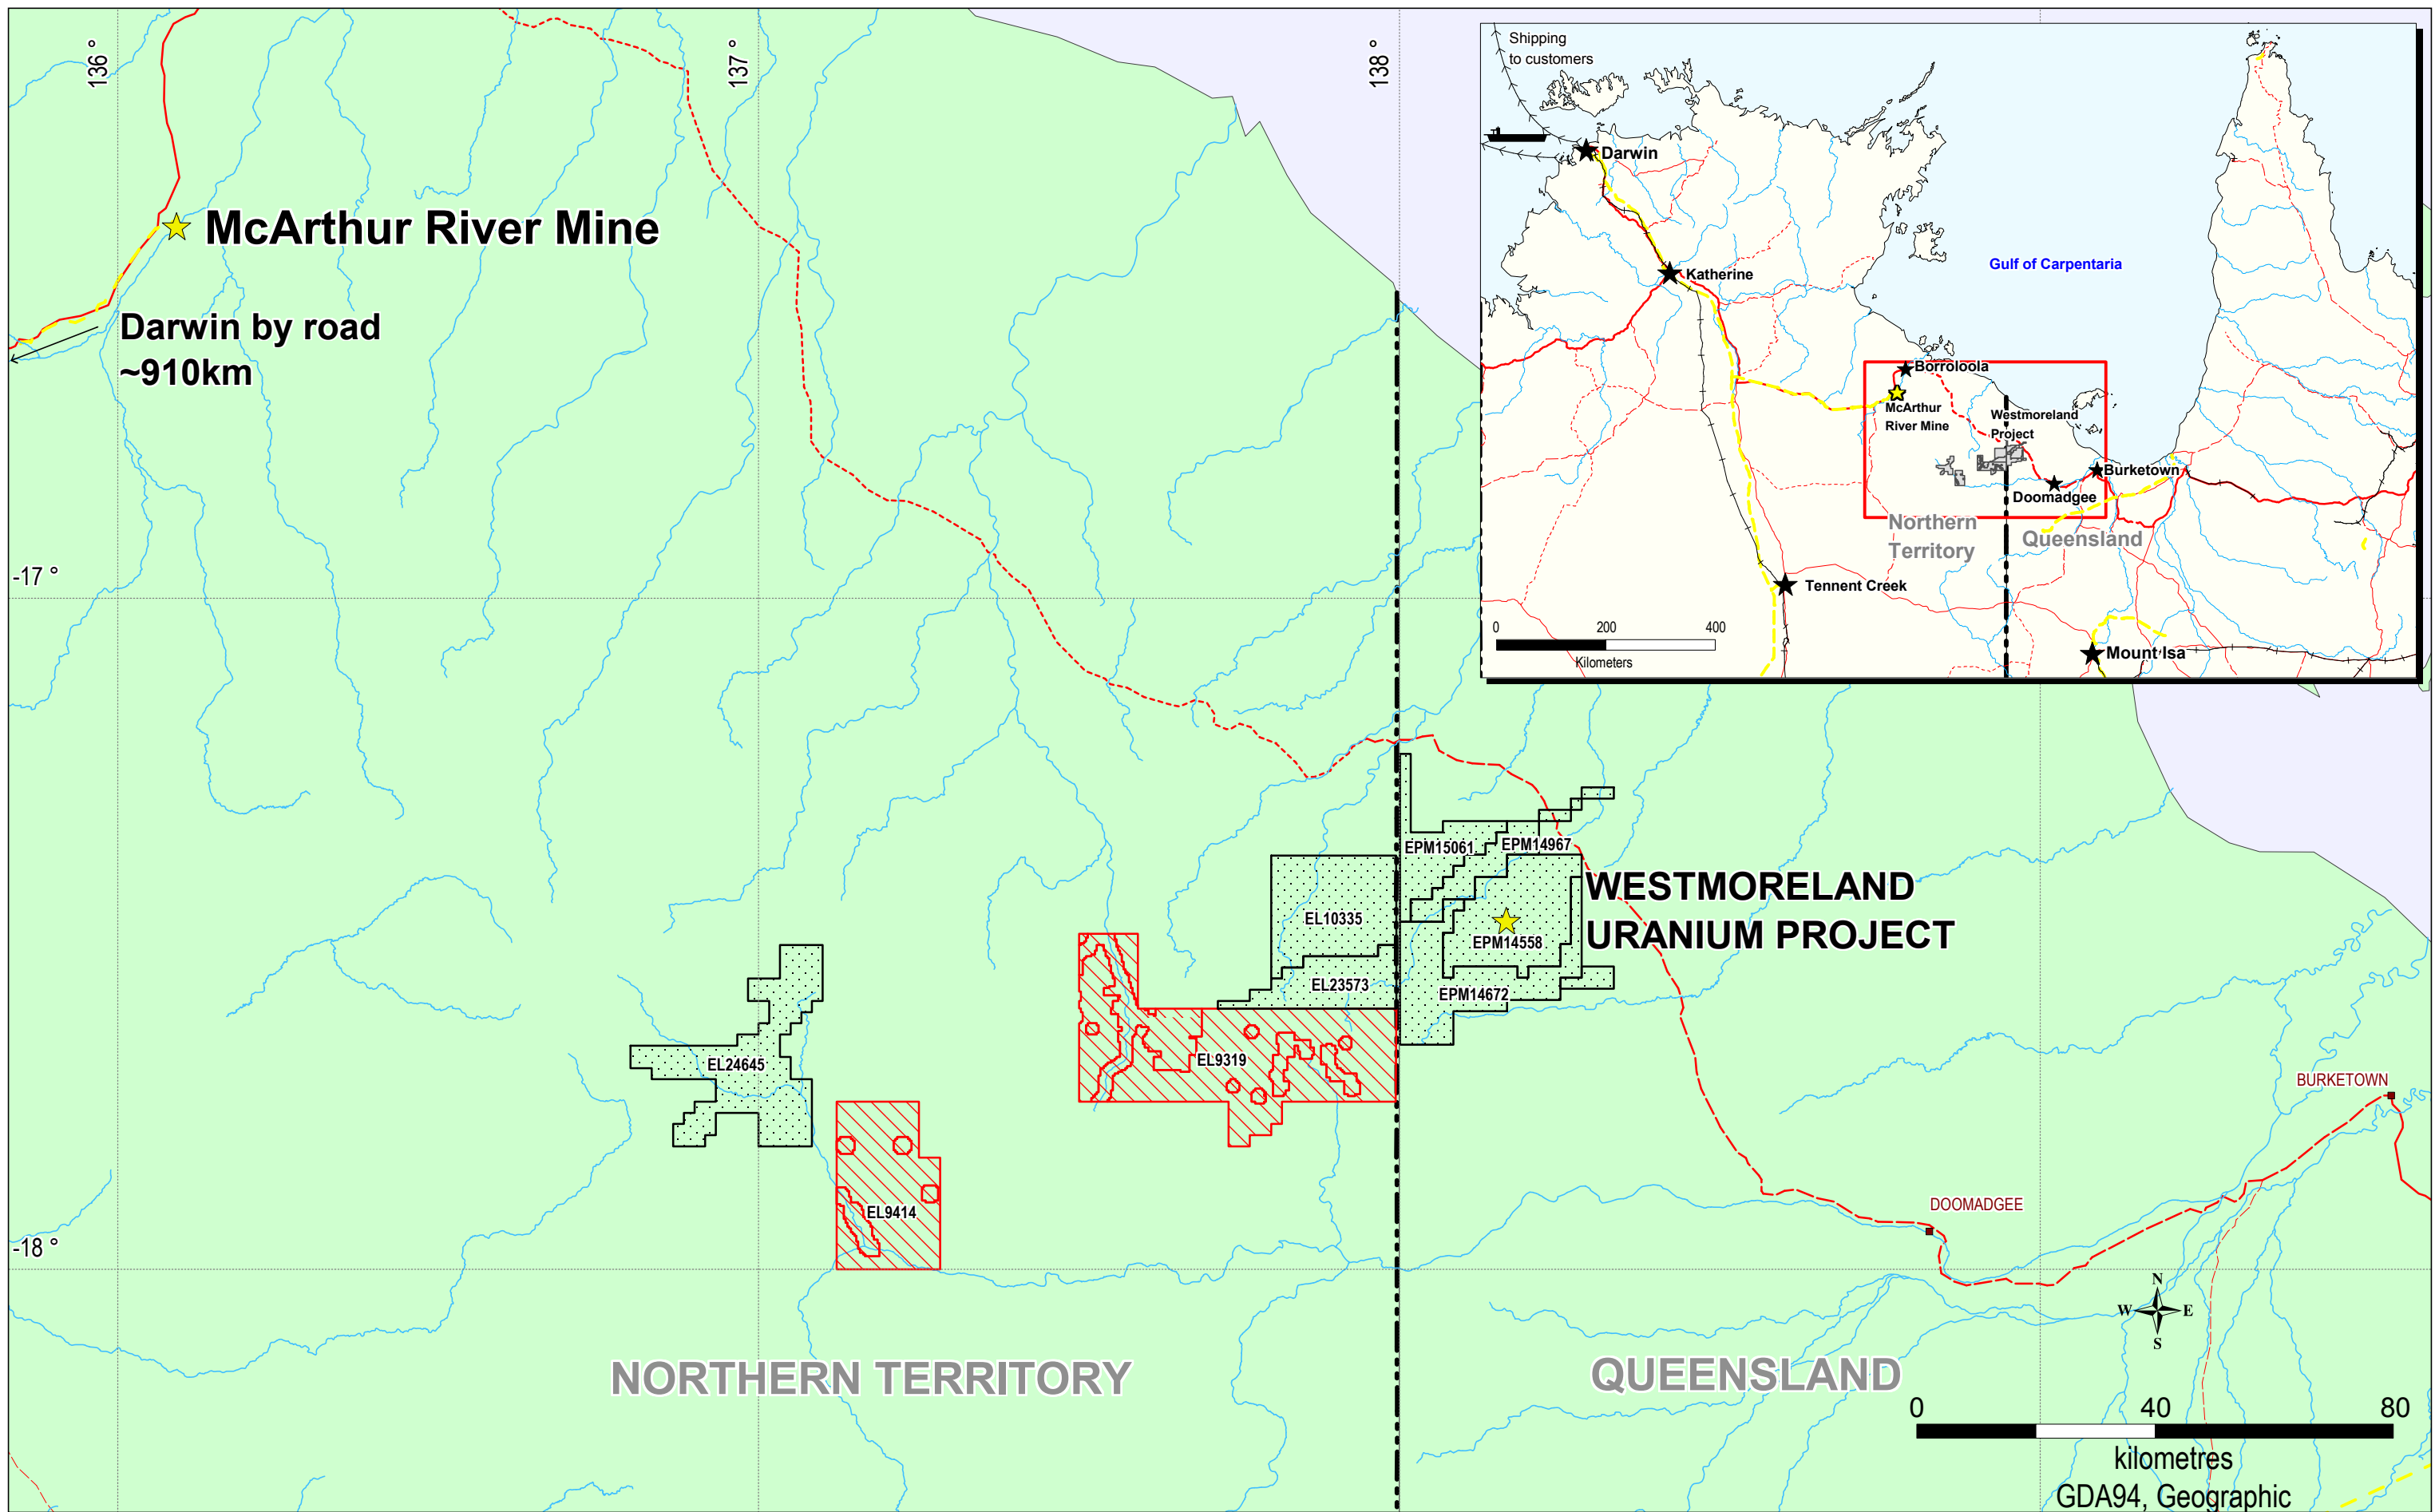 136 °
137 °
138 °
Shipping
to customers
Darwin
Katherine
Gulf of Carpentaria
Borroloola
McArthur
River Mine
Westmoreland
Project
Burketown
Doomadgee
Northern
Territory
Queensland
Tennent Creek
Mount Isa
0 200 400
Kilometers
McArthur River Mine
Darwin by road
~910km
-17 °
EPM15061
EPM14967
WESTMORELAND
URANIUM PROJECT
EL10335
EPM14558
EL23573
EPM14672
EL24645
EL9319
EL9414
BURKETOWN
DOOMADGEE
-18 °
N
W E
S
NORTHERN TERRITORY
QUEENSLAND
0 40 80
kilometres
GDA94, Geographic